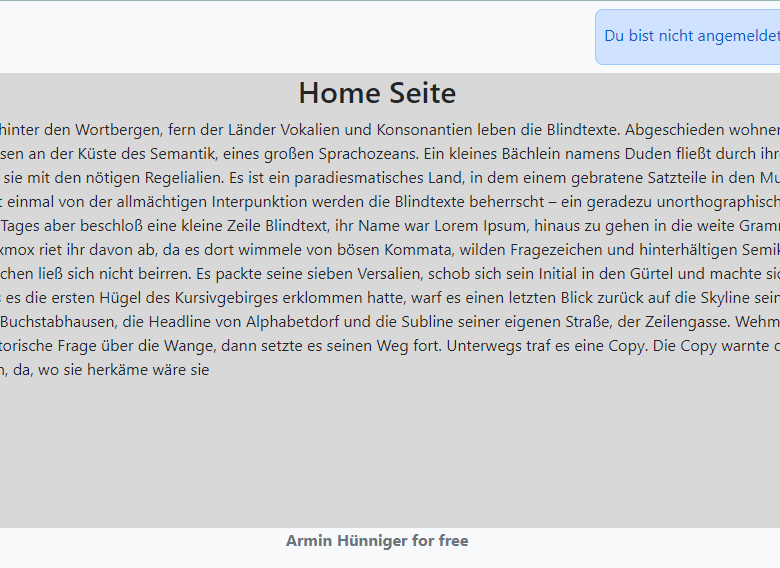 Du bist nicht angemeldet
Home Seite
hinter den Wortbergen, fern der Länder Vokalien und Konsonantien leben die Blindtexte. Abgeschieden wohnen
sen an der Küste des Semantik, eines großen Sprachozeans. Ein kleines Bächlein namens Duden fließt durch ihr
sie mit den nötigen Regelialien. Es ist ein paradiesmatisches Land, in dem einem gebratene Satzteile in den Mu
t einmal von der allmächtigen Interpunktion werden die Blindtexte beherrscht – ein geradezu unorthographisch
Tages aber beschloß eine kleine Zeile Blindtext, ihr Name war Lorem Ipsum, hinaus zu gehen in die weite Gram
xmox riet ihr davon ab, da es dort wimmele von bösen Kommata, wilden Fragezeichen und hinterhältigen Semik
chen ließ sich nicht beirren. Es packte seine sieben Versalien, schob sich sein Initial in den Gürtel und machte sic
s es die ersten Hügel des Kursivgebirges erklommen hatte, warf es einen letzten Blick zurück auf die Skyline sein
Buchstabhausen, die Headline von Alphabetdorf und die Subline seiner eigenen Straße, der Zeilengasse. Wehm
torische Frage über die Wange, dann setzte es seinen Weg fort. Unterwegs traf es eine Copy. Die Copy warnte d
n, da, wo sie herkäme wäre sie
Armin Hünniger for free